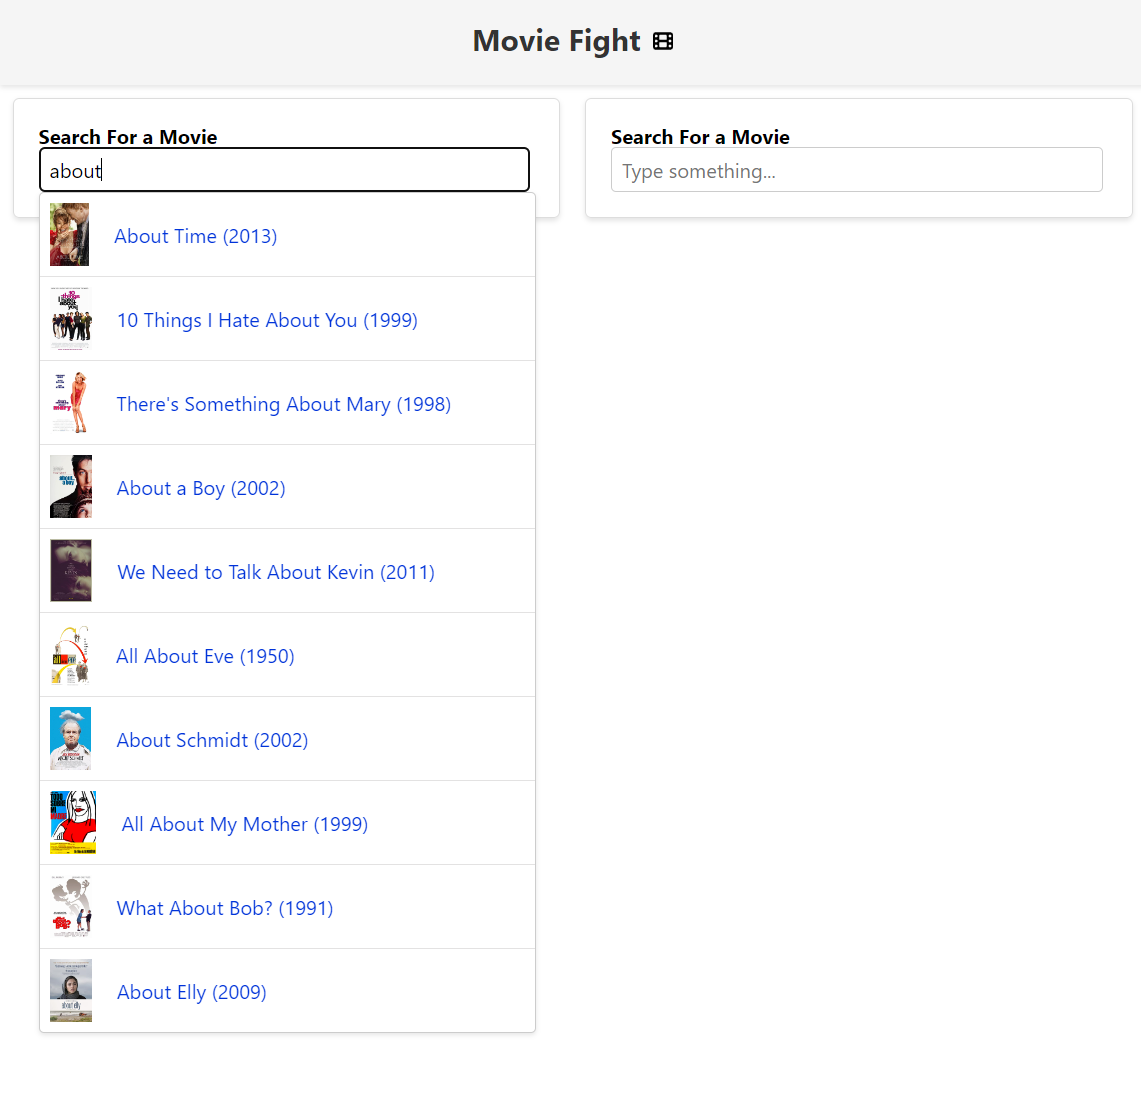 Movie Fight
Search For a Movie
about
About Time (2013)
10 Things I Hate About You (1999)
There's Something About Mary (1998)
About a Boy (2002)
We Need to Talk About Kevin (2011)
All About Eve (1950)
About Schmidt (2002)
All About My Mother (1999)
What About Bob? (1991)
About Elly (2009)
Search For a Movie
Type something...